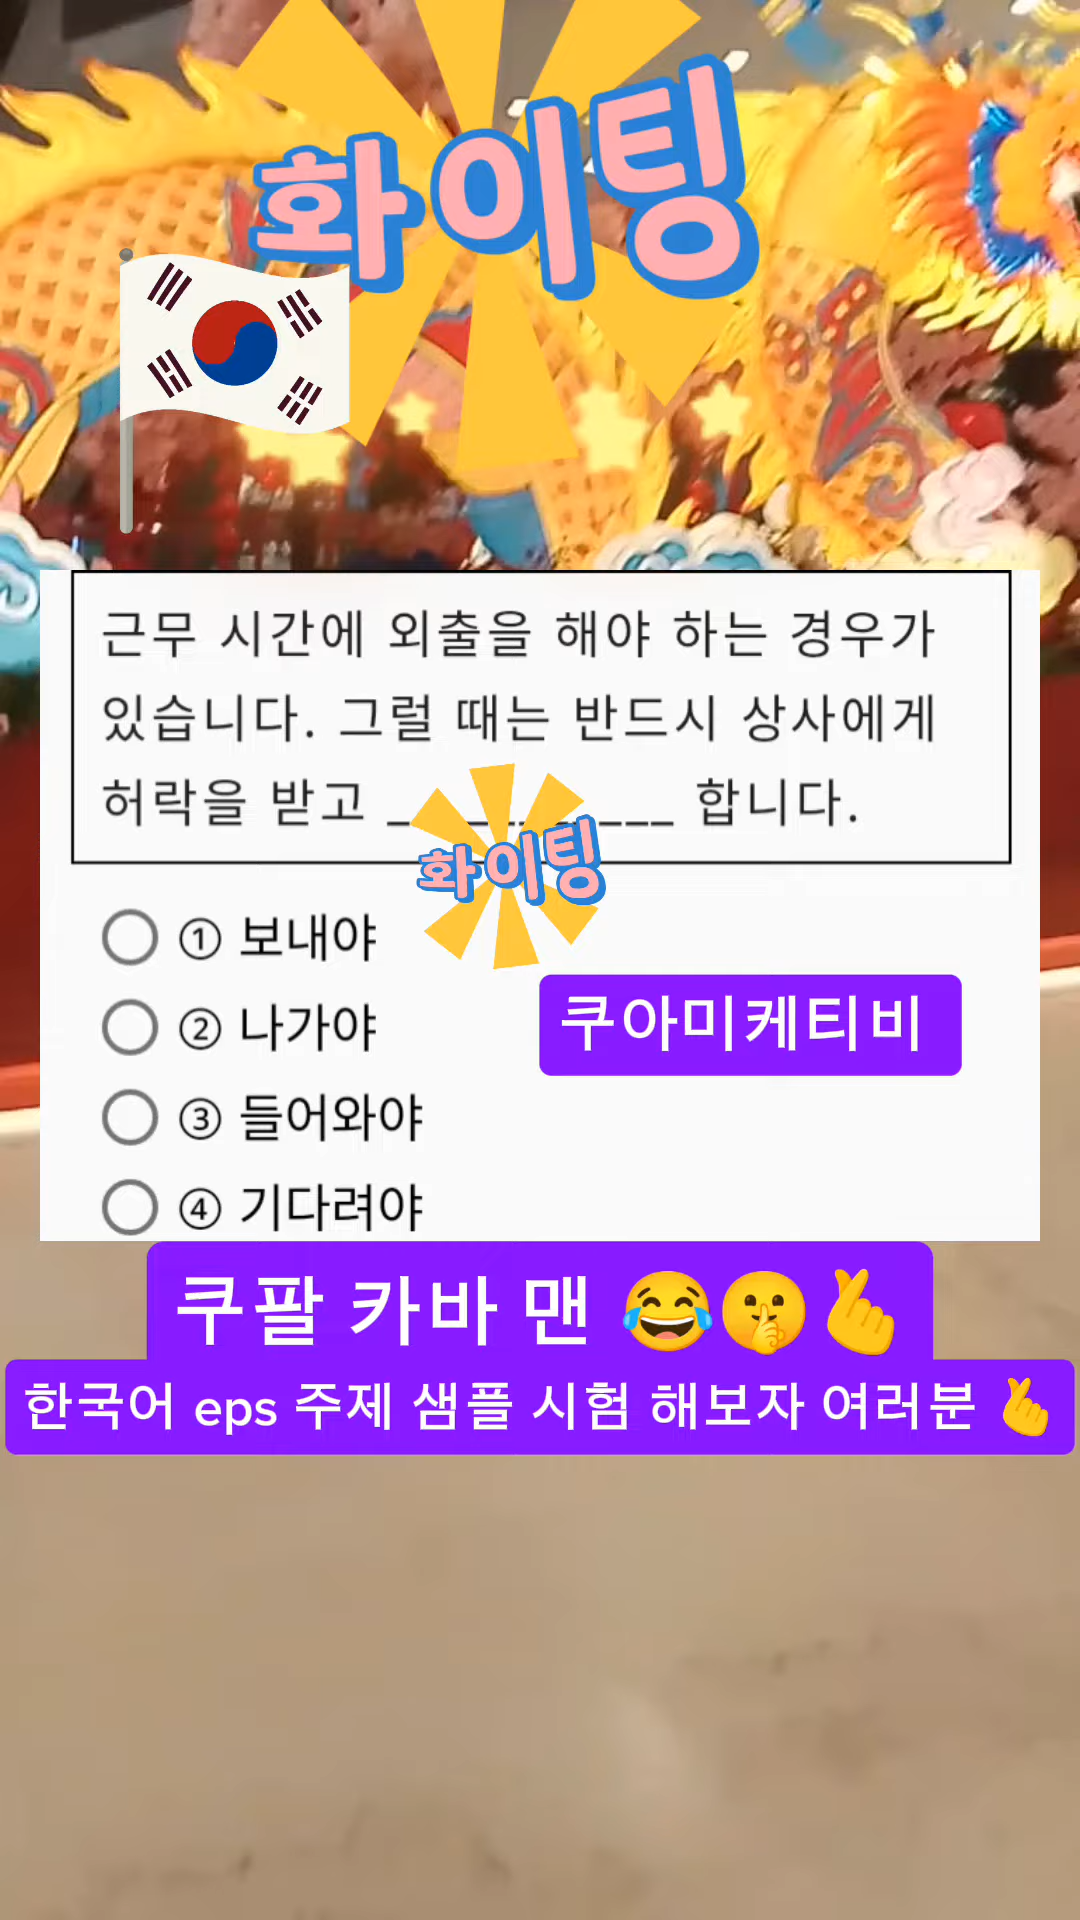 화이팅
근무 시간에 외출을 해야 하는 경우가
있습니다. 그럴 때는 반드시 상사에게
허락을 받고 ____________ 합니다.
화이팅
① 보내야
② 나가야
쿠아미케티비
③ 들어와야
④ 기다려야
쿠팔 카바 맨 😂🤫🫰
한국어 eps 주제 샘플 시험 해보자 여러분 🫰